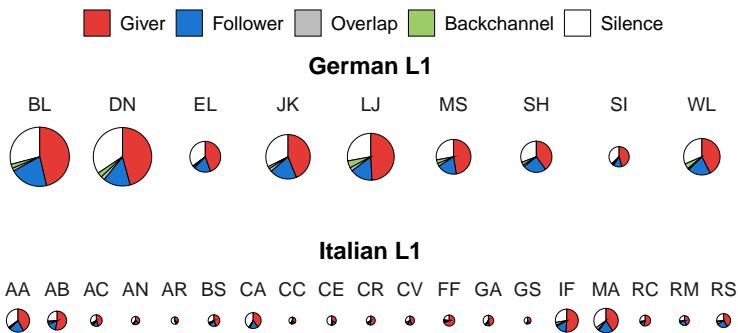 Giver Follower Overlap Backchannel Silence
German L1
BL DN EL JK LJ MS SH SI WL
Italian L1
AA AB AC AN AR BS CA CC CE CR CV FF GA GS IF MA RC RM RS